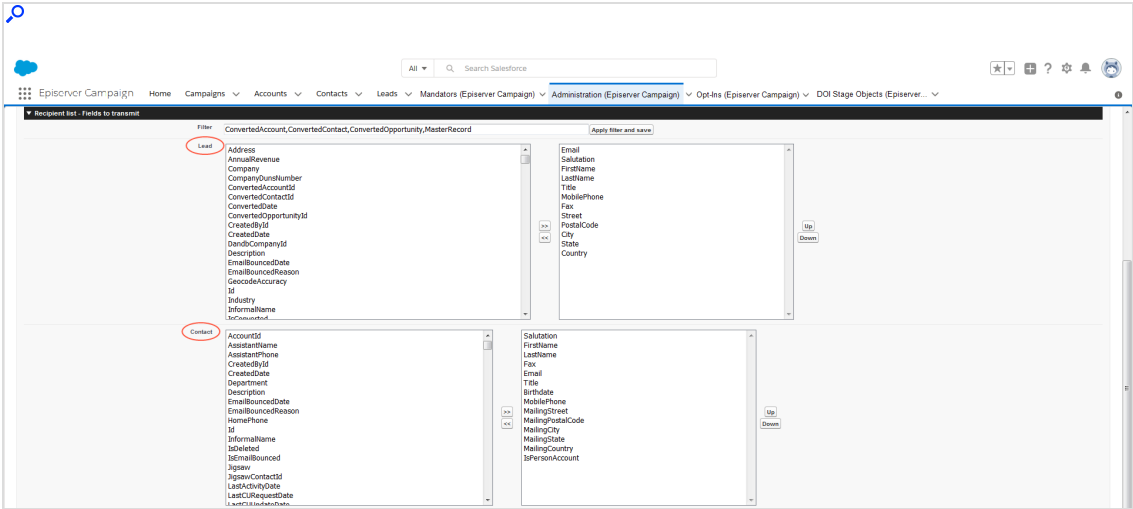 All
Search Salesforce
Episerver Campaign Home Campaigns Accounts Contacts Leads Mandators (Episerver Campaign) Administration (Episerver Campaign) Opt-Ins (Episerver Campaign) DOI Stage Objects (Episerver...
Recipient list - Fields to transmit
Filter ConvertedAccount,ConvertedContact,ConvertedOpportunity,MasterRecord Apply filter and save
Lead
Address
AnnualRevenue
Company
CompanyDunsNumber
ConvertedAccountId
ConvertedContactId
ConvertedDate
ConvertedOpportunityId
CreatedById
CreatedDate
DandbCompanyId
Description
EmailBouncedDate
EmailBouncedReason
GeocodeAccuracy
Id
Industry
InformalName
IsConverted
>>
<<
Email
Salutation
FirstName
LastName
Title
MobilePhone
Fax
Street
PostalCode
City
State
Country
Up
Down
Contact
AccountId
AssistantName
AssistantPhone
CreatedById
CreatedDate
Department
Description
EmailBouncedDate
EmailBouncedReason
HomePhone
Id
InformalName
IsDeleted
IsEmailBounced
Jigsaw
JigsawContactId
LastActivityDate
LastCURequestDate
LastCUUpdateDate
>>
<<
Salutation
FirstName
LastName
Fax
Email
Title
Birthdate
MobilePhone
MailingStreet
MailingPostalCode
MailingCity
MailingState
MailingCountry
IsPersonAccount
Up
Down